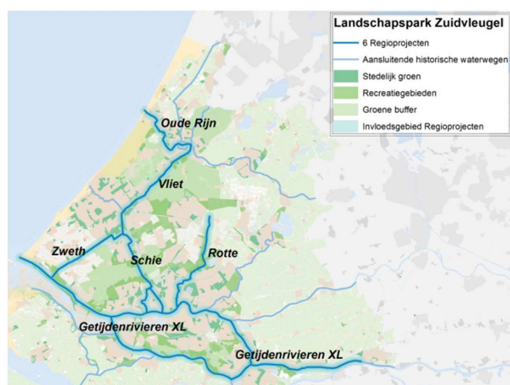 Landschapspark Zuidvleugel
6 Regioprojecten
Aansluitende historische waterwegen
Stedelijk groen
Recreatiegebieden
Groene buffer
Invloedsgebied Regioprojecten
Oude Rijn
Vliet
Zweth
Schie
Rotte
Getijdenrivieren XL
Getijdenrivieren XL